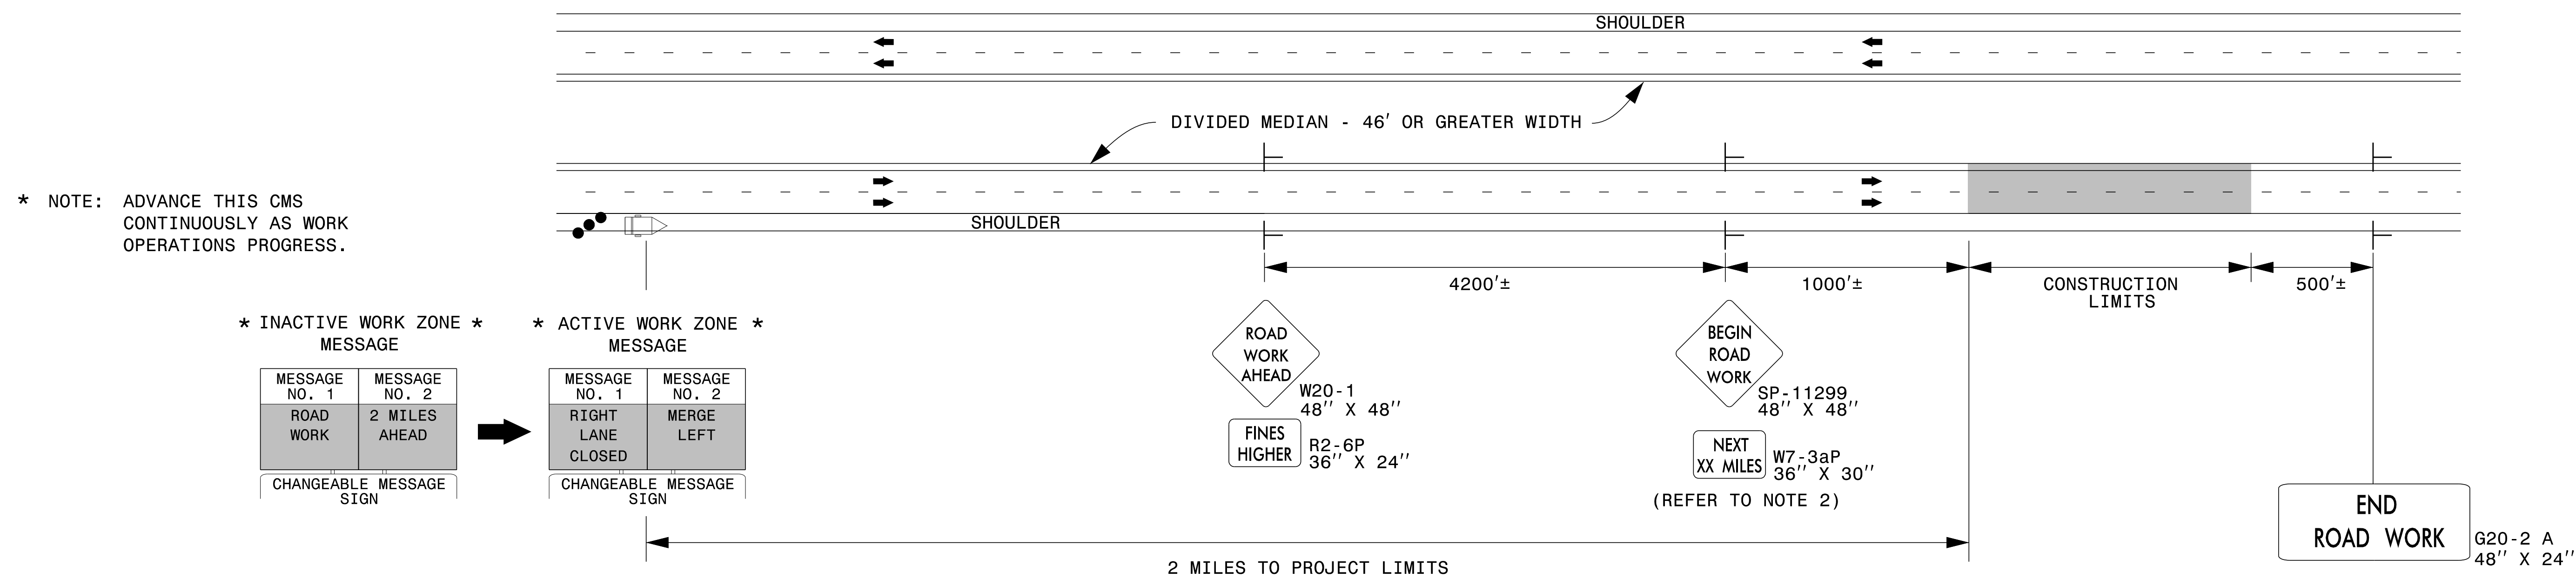 SHOULDER
DIVIDED MEDIAN - 46' OR GREATER WIDTH
* NOTE: ADVANCE THIS CMS
CONTINUOUSLY AS WORK
OPERATIONS PROGRESS.
SHOULDER
4200'±
1000'±
CONSTRUCTION
LIMITS
500'±
* INACTIVE WORK ZONE *
MESSAGE
MESSAGE
NO. 1
MESSAGE
NO. 2
ROAD
WORK
2 MILES
AHEAD
CHANGEABLE MESSAGE
SIGN
* ACTIVE WORK ZONE *
MESSAGE
MESSAGE
NO. 1
MESSAGE
NO. 2
RIGHT
LANE
CLOSED
MERGE
LEFT
CHANGEABLE MESSAGE
SIGN
ROAD
WORK
AHEAD
W20-1
48'' X 48''
FINES
HIGHER
R2-6P
36'' X 24''
BEGIN
ROAD
WORK
SP-11299
48'' X 48''
NEXT
XX MILES
W7-3aP
36'' X 30''
(REFER TO NOTE 2)
END
ROAD WORK
G20-2 A
48'' X 24''
2 MILES TO PROJECT LIMITS